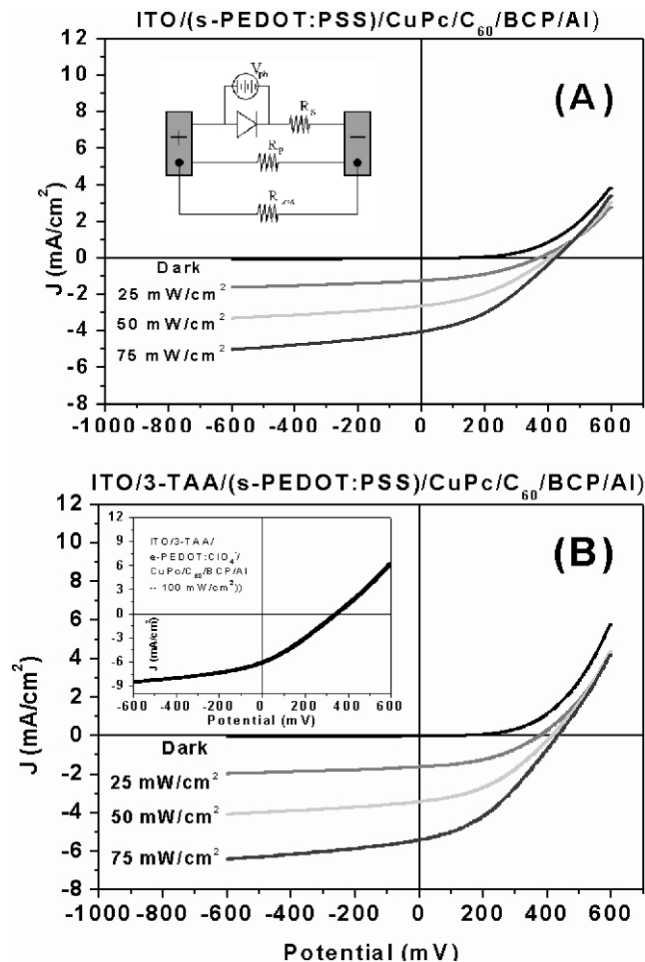 ITO/(s-PEDOT:PSS)/CuPc/C60/BCP/Al)
12
10
8
6
4
2
0
-2
-4
-6
-8
J (mA/cm2)
(A)
Vph
Rs
Rp
+
−
Dark
25 mW/cm2
50 mW/cm2
75 mW/cm2
-1000 -800 -600 -400 -200 0 200 400 600
ITO/3-TAA/(s-PEDOT:PSS)/CuPc/C60/BCP/Al)
12
10
8
6
4
2
0
-2
-4
-6
-8
J (mA/cm2)
(B)
12
9
6
3
0
-3
-6
-9
J (mA/cm2)
ITO/3-TAA/
e-PEDOT:ClO4-/
CuPc/C60/BCP/Al
-- 100 mW/cm2))
-600 -400 -200 0 200 400 600
Potential (mV)
Dark
25 mW/cm2
50 mW/cm2
75 mW/cm2
-1000 -800 -600 -400 -200 0 200 400 600
Potential (mV)